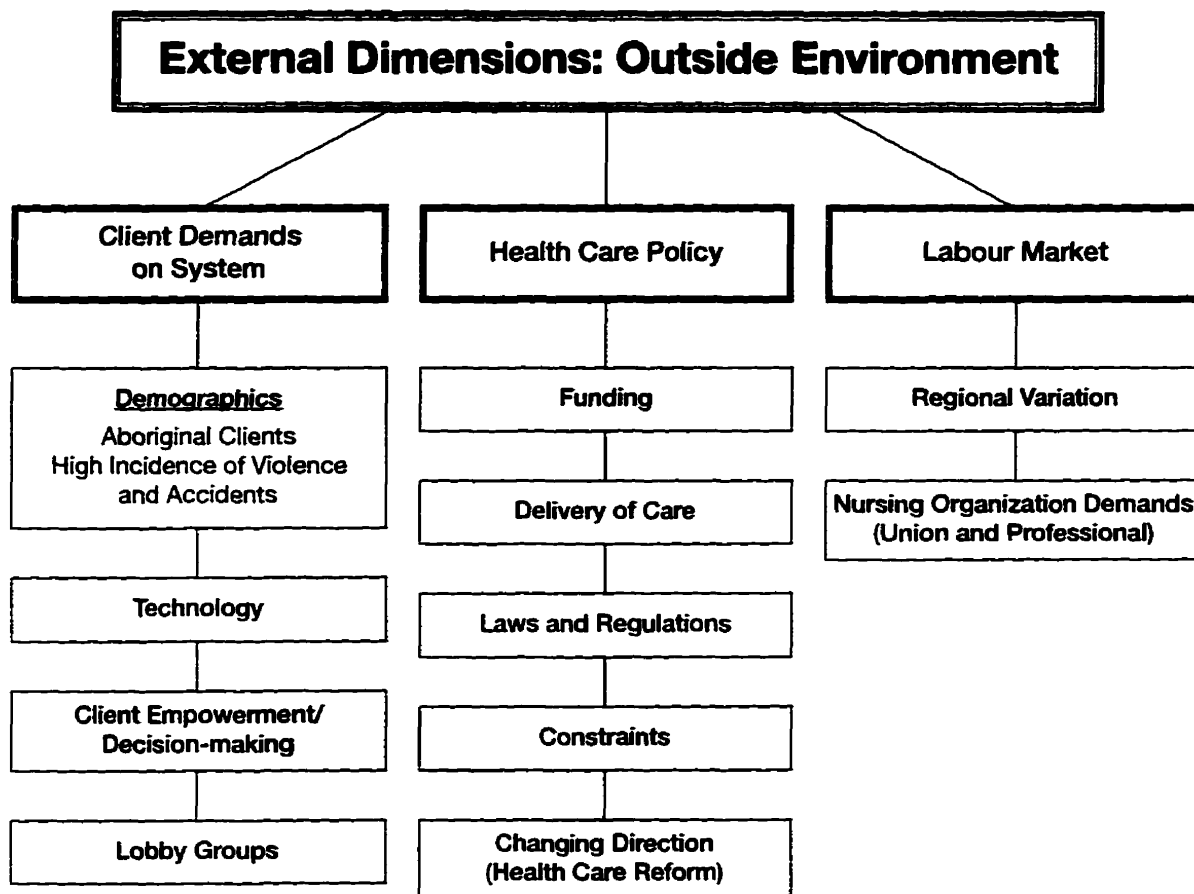 External Dimensions: Outside Environment
Client Demands
on System
Demographics
Aboriginal Clients
High Incidence of Violence
and Accidents
Technology
Client Empowerment/
Decision-making
Lobby Groups
Health Care Policy
Funding
Delivery of Care
Laws and Regulations
Constraints
Changing Direction
(Health Care Reform)
Labour Market
Regional Variation
Nursing Organization Demands
(Union and Professional)